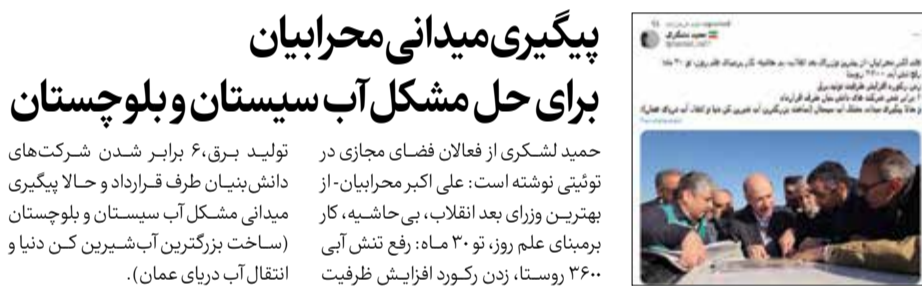 پیگیری میدانی محرابیان
برای حل مشکل آب سیستان و بلوچستان
حمید لشکری از فعالان فضای مجازی در
توئیتی نوشته است: علی اکبر محرابیان- از
بهترین وزرای بعد انقلاب، بی‌حاشیه، کار
برمبنای علم روز، تو ۳۰ ماه: رفع تنش آبی
۳۶۰۰ روستا، زدن رکورد افزایش ظرفیت
تولید برق،۶ برابر شدن شرکت‌های
دانش‌بنیان طرف قرارداد و حالا پیگیری
میدانی مشکل آب سیستان و بلوچستان
(ساخت بزرگترین آب‌شیرین کن دنیا و
انتقال آب دریای عمان).